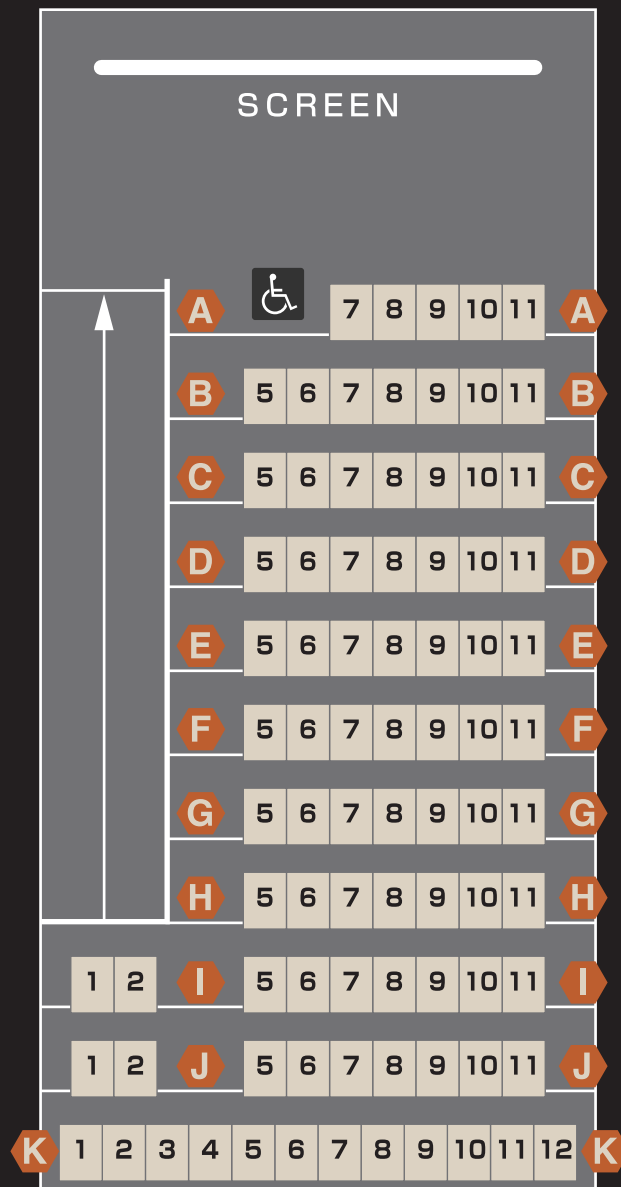 SCREEN
A 7 8 9 10 11 A
B 5 6 7 8 9 10 11 B
C 5 6 7 8 9 10 11 C
D 5 6 7 8 9 10 11 D
E 5 6 7 8 9 10 11 E
F 5 6 7 8 9 10 11 F
G 5 6 7 8 9 10 11 G
H 5 6 7 8 9 10 11 H
1 2 I 5 6 7 8 9 10 11 I
1 2 J 5 6 7 8 9 10 11 J
K 1 2 3 4 5 6 7 8 9 10 11 12 K